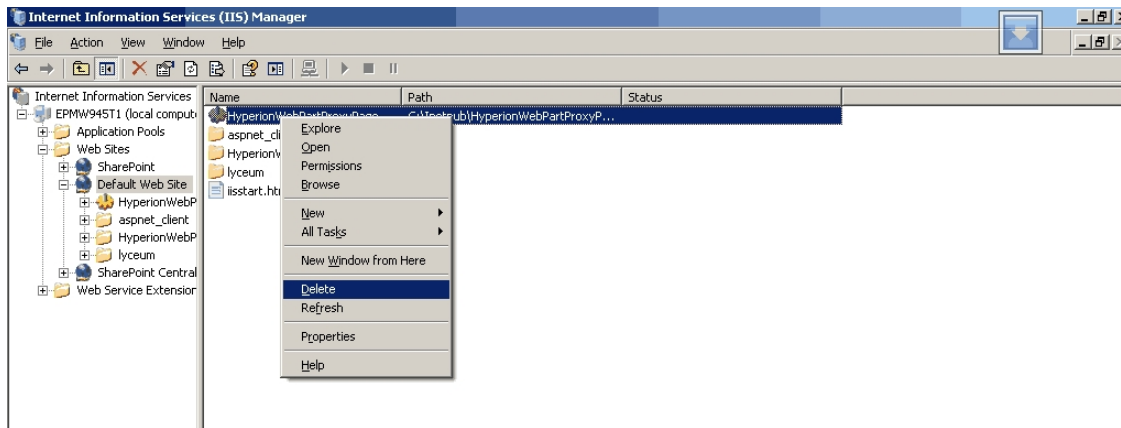 Internet Information Services (IIS) Manager
File Action View Window Help
Internet Information Services
EPMW945T1 (local comput
Application Pools
Web Sites
SharePoint
Default Web Site
HyperionWebP
aspnet_client
HyperionWebP
lyceum
SharePoint Central
Web Service Extension
Name Path Status
HyperionWebPartProxyPage C:\Inetpub\HyperionWebPartProxyP...
aspnet_cli
HyperionW
lyceum
iisstart.htm
Explore
Open
Permissions
Browse
New
All Tasks
New Window from Here
Delete
Refresh
Properties
Help